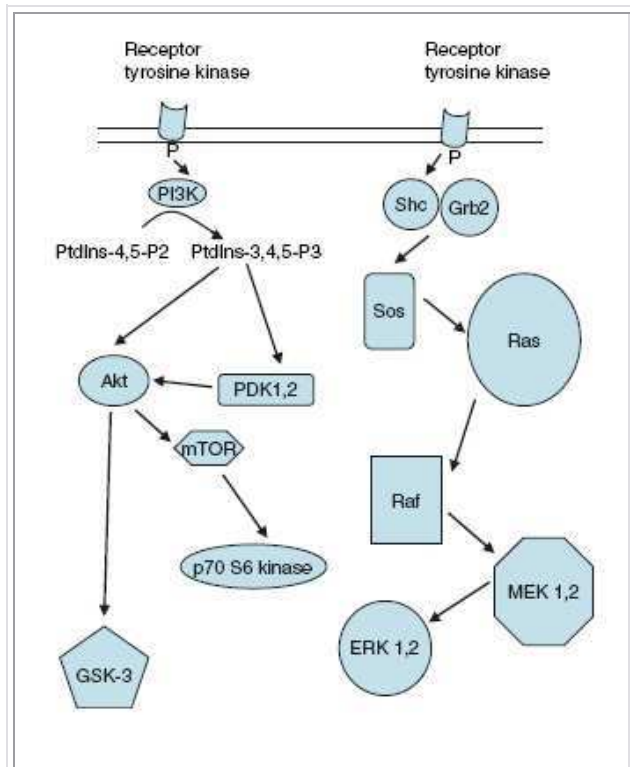 Receptor
tyrosine kinase
P
PI3K
PtdIns-4,5-P2
PtdIns-3,4,5-P3
Akt
PDK1,2
mTOR
p70 S6 kinase
GSK-3
Receptor
tyrosine kinase
P
Shc
Grb2
Sos
Ras
Raf
MEK 1,2
ERK 1,2